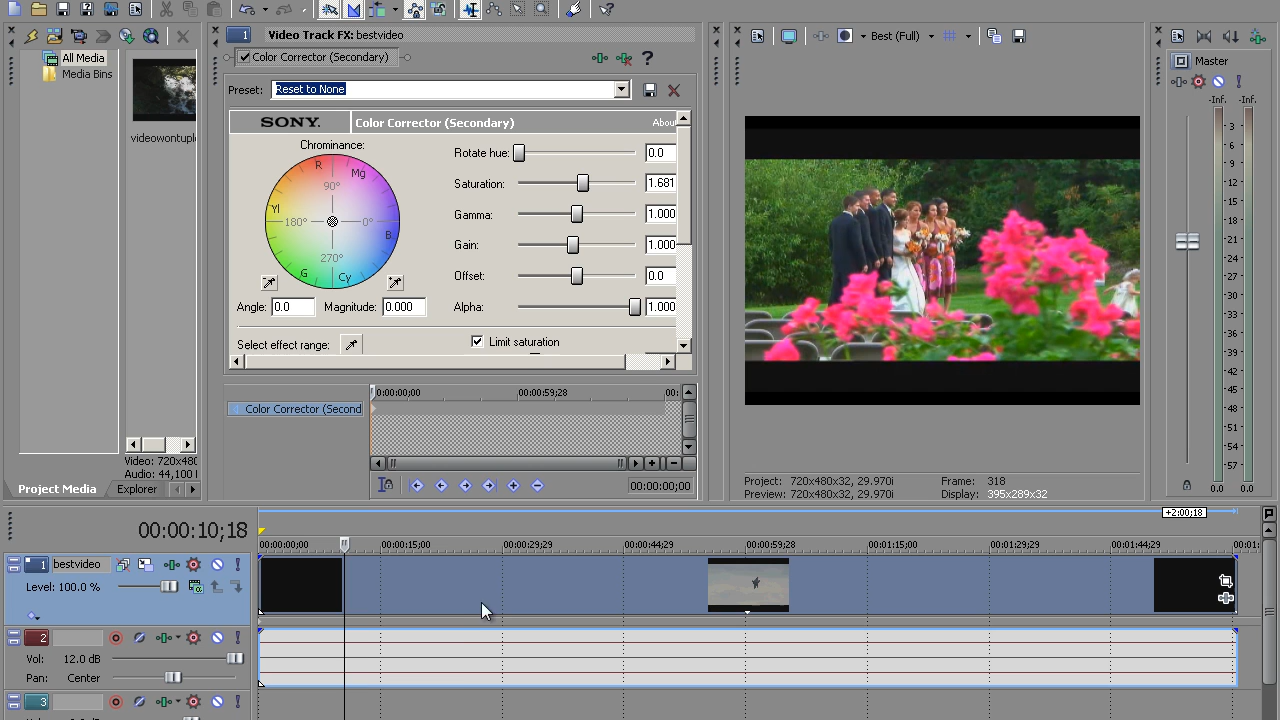 1 Video Track FX: bestvideo
Color Corrector (Secondary)
Best (Full)
All Media
Media Bins
Master
Preset: Reset to None
-Inf. -Inf.
SONY. Color Corrector (Secondary) About
Chrominance:
R
Mg
90°
Yl
180°
0°
B
270°
G
Cy
Rotate hue: 0.0
Saturation: 1.681
Gamma: 1.000
Gain: 1.000
Offset: 0.0
Alpha: 1.000
Angle: 0.0 Magnitude: 0.000
Select effect range:
Limit saturation
videowontuplo
3
6
9
12
15
18
21
24
27
30
33
36
39
42
45
48
51
54
57
0.0 0.0
0:00:00;00 00:00:59;28 00:
Color Corrector (Second
Video: 720x480
Audio: 44,100
Project Media
Explorer
00:00:00;00
Project: 720x480x32, 29.970i
Preview: 720x480x32, 29.970i
Frame: 318
Display: 395x289x32
+2:00;18
00:00:10;18
00:00:00;00 00:00:15;00 00:00:29;29 00:00:44;29 00:00:59;28 00:01:15;00 00:01:29;29 00:01:44;29 00:01:
1 bestvideo
Level: 100.0 %
2
Vol: 12.0 dB
Pan: Center
3